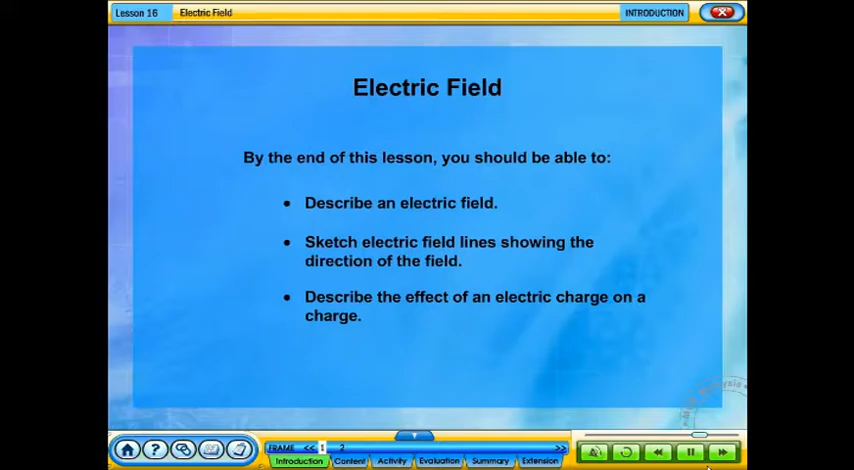 Lesson 16
Electric Field
INTRODUCTION
Electric Field
By the end of this lesson, you should be able to:
• Describe an electric field.
• Sketch electric field lines showing the
direction of the field.
• Describe the effect of an electric charge on a
charge.
FRAME << 1 2 >>
Introduction Content Activity Evaluation Summary Extension